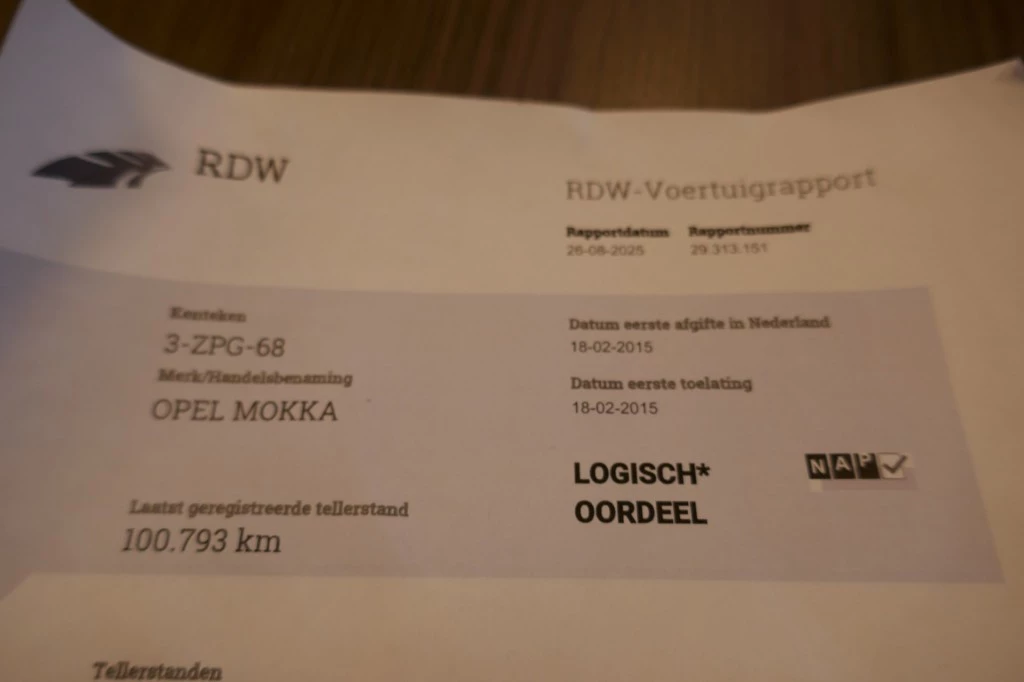 RDW
RDW-Voertuigrapport
Rapportdatum Rapportnummer
26-08-2025 29.313.151
Kenteken
3-ZPG-68
Merk/Handelsbenaming
OPEL MOKKA
Laatst geregistreerde tellerstand
100.793 km
Datum eerste afgifte in Nederland
18-02-2015
Datum eerste toelating
18-02-2015
LOGISCH*
OORDEEL
NAP
Tellerstanden